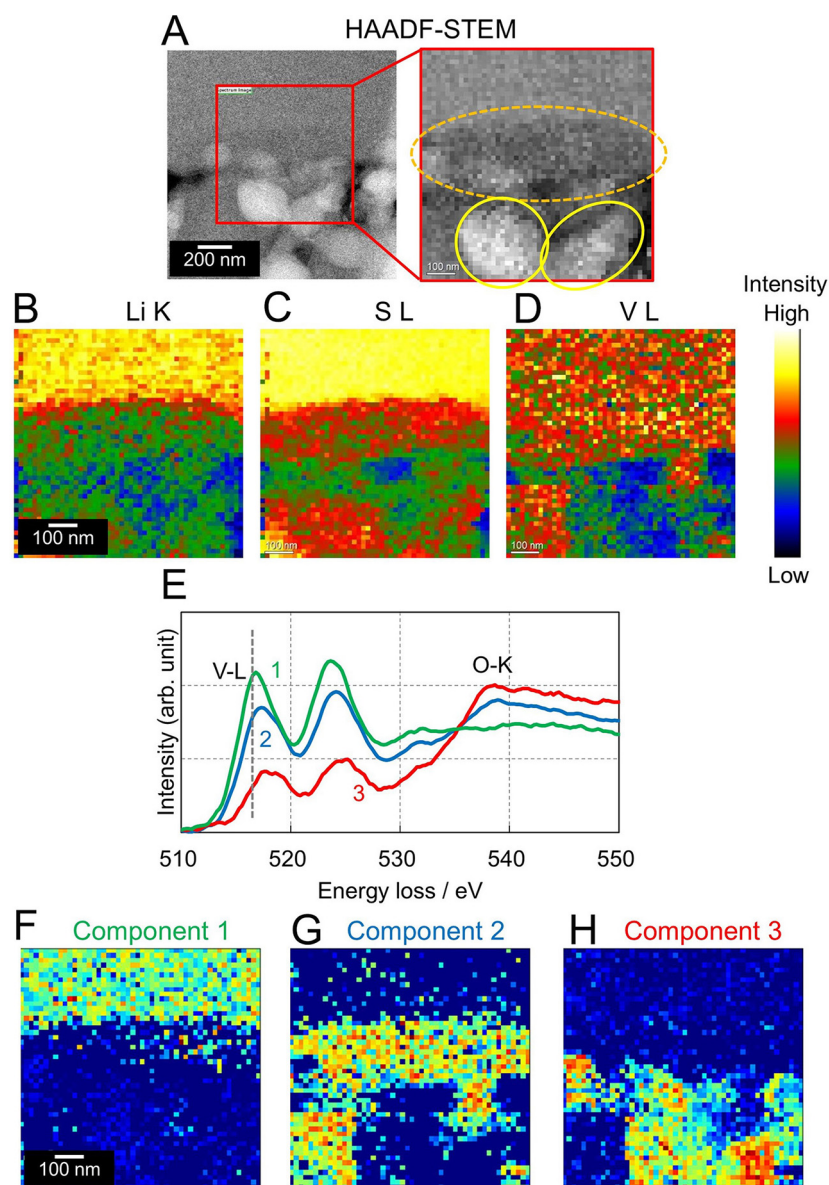 A
HAADF-STEM
Spectrum Image
200 nm
100 nm
B
Li K
C
S L
D
V L
Intensity
High
100 nm
100 nm
100 nm
Low
E
Intensity (arb. unit)
V-L
1
2
3
O-K
510
520
530
540
550
Energy loss / eV
F
Component 1
G
Component 2
H
Component 3
100 nm